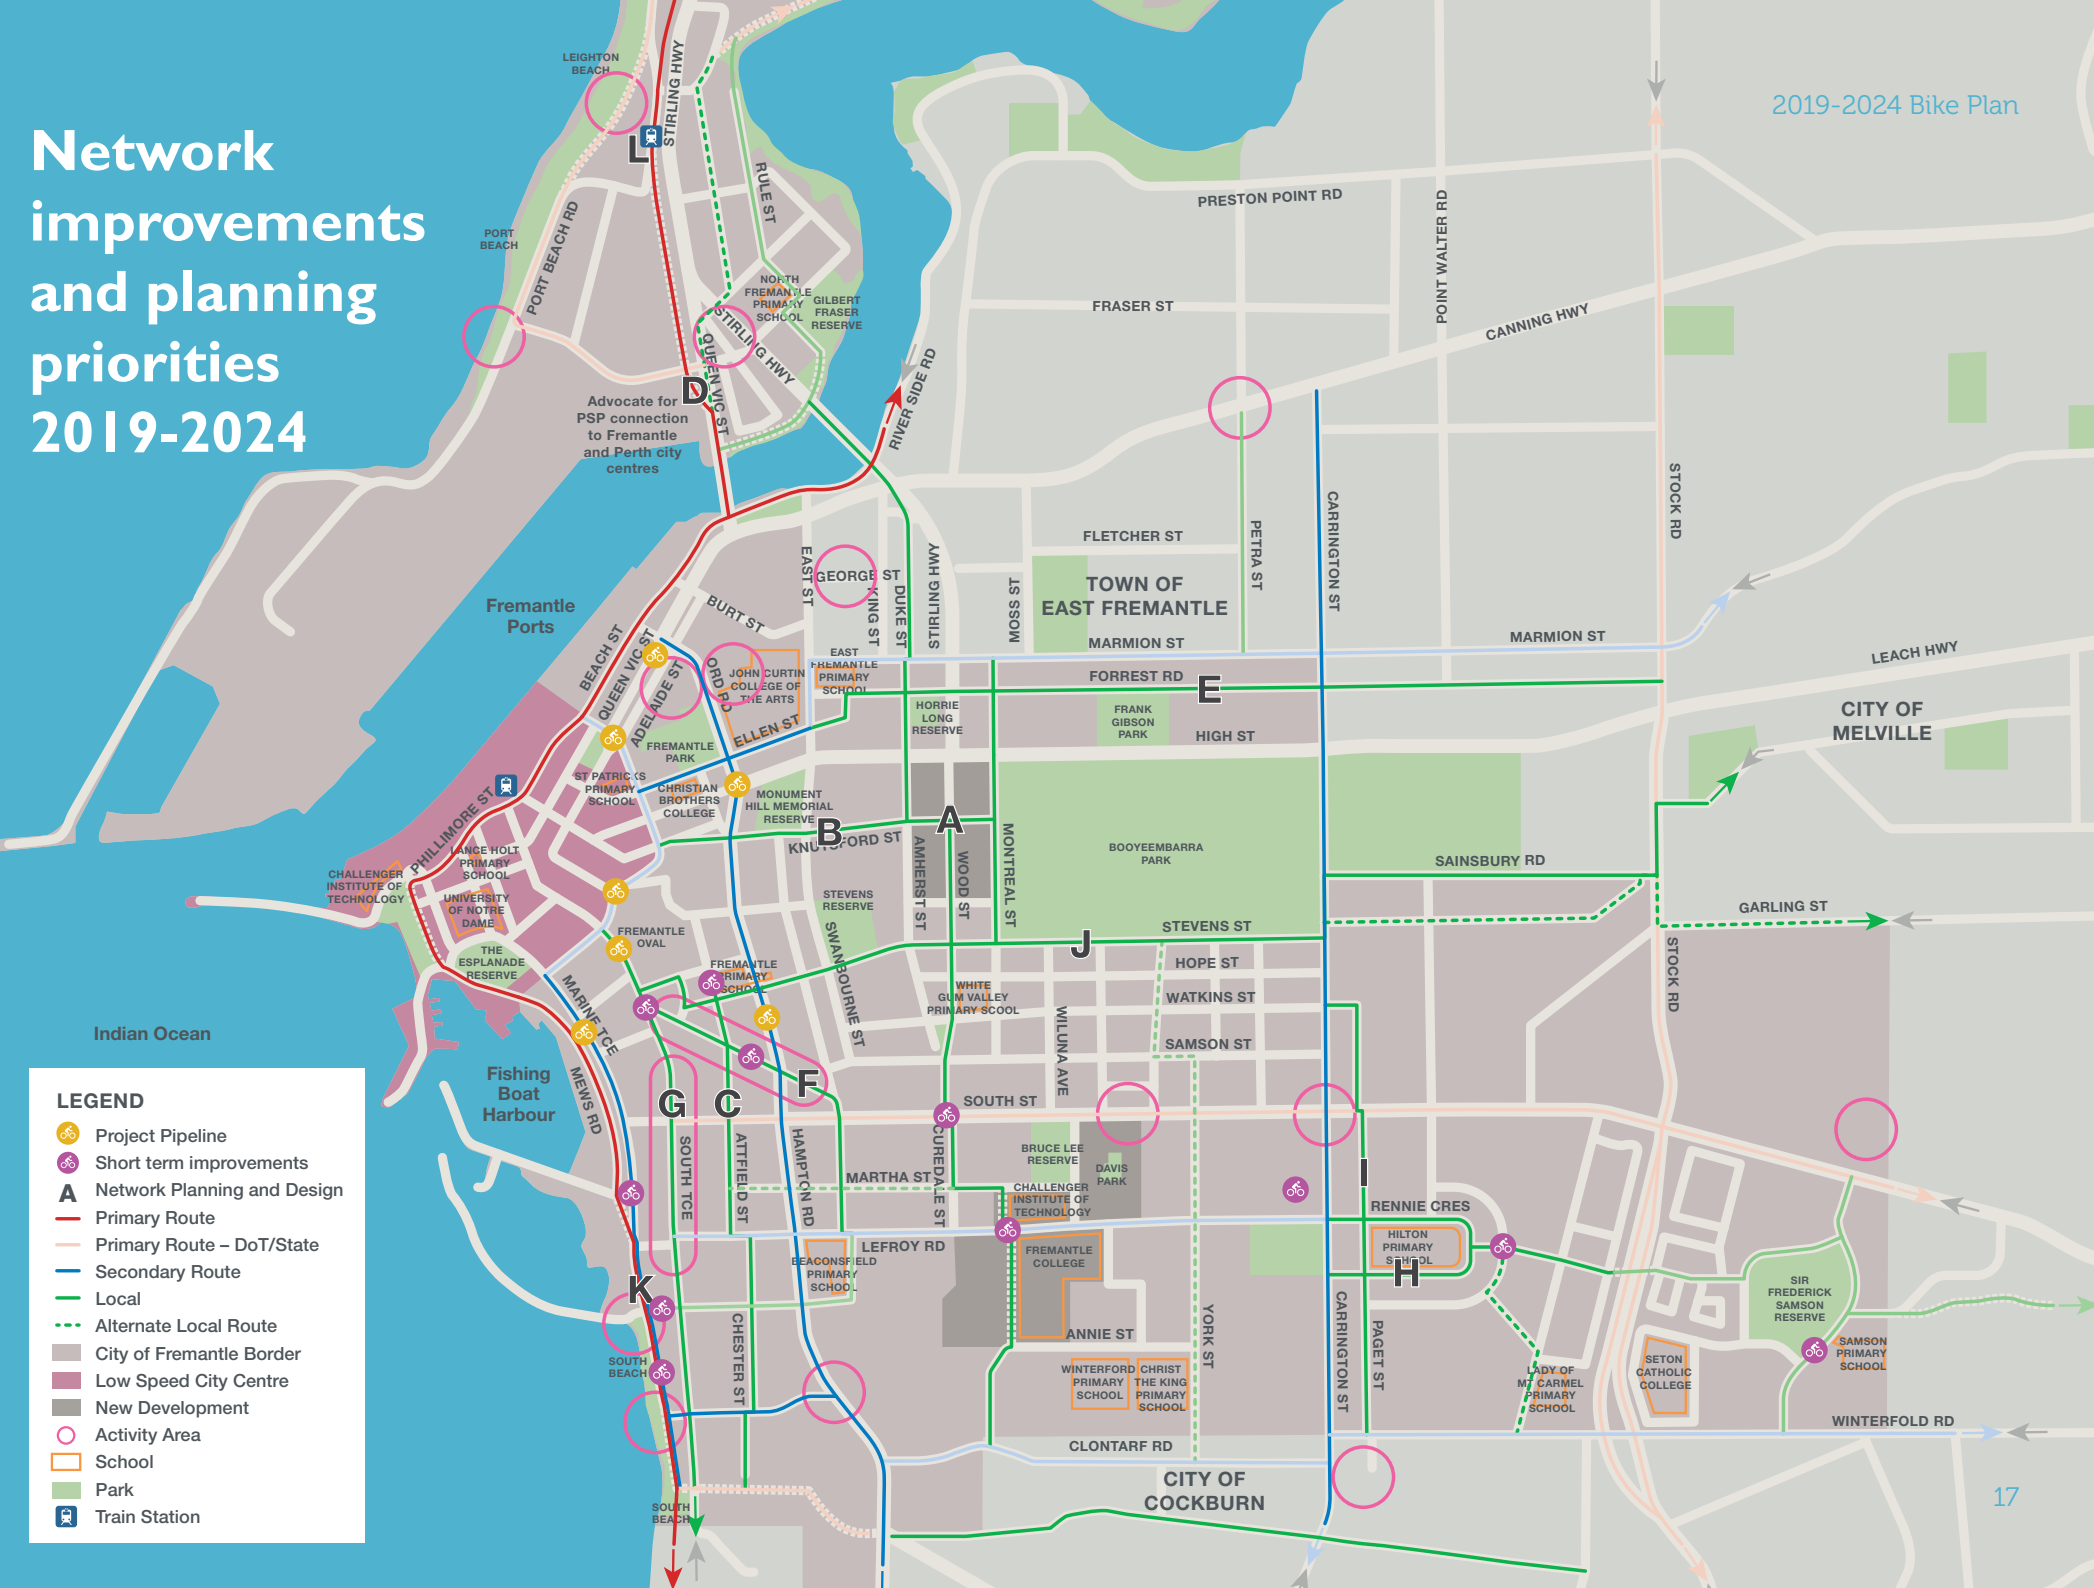 2019-2024 Bike Plan
Network
improvements
and planning
priorities
2019-2024
LEIGHTON
BEACH
STIRLING HWY
L
RULE ST
PORT
BEACH
PORT BEACH RD
NORTH
FREMANTLE
PRIMARY
SCHOOL
GILBERT
FRASER
RESERVE
STIRLING HWY
QUEEN VIC ST
D
Advocate for
PSP connection
to Fremantle
and Perth city
centres
RIVER SIDE RD
PRESTON POINT RD
POINT WALTER RD
FRASER ST
CANNING HWY
STOCK RD
CARRINGTON ST
PETRA ST
FLETCHER ST
TOWN OF
EAST FREMANTLE
MOSS ST
STIRLING HWY
DUKE ST
KING ST
GEORGE ST
EAST ST
BURT ST
Fremantle
Ports
BEACH ST
QUEEN VIC ST
ADELAIDE ST
ORD RD
JOHN CURTIN
COLLEGE OF
THE ARTS
EAST
FREMANTLE
PRIMARY
SCHOOL
MARMION ST
MARMION ST
FORREST RD
E
LEACH HWY
CITY OF
MELVILLE
HORRIE
LONG
RESERVE
FRANK
GIBSON
PARK
HIGH ST
ELLEN ST
FREMANTLE
PARK
ST PATRICKS
PRIMARY
SCHOOL
CHRISTIAN
BROTHERS
COLLEGE
MONUMENT
HILL MEMORIAL
RESERVE
B
KNUTSFORD ST
A
AMHERST ST
WOOD ST
MONTREAL ST
BOOYEEMBARRA
PARK
SAINSBURY RD
GARLING ST
STOCK RD
PHILLIMORE ST
LANCE HOLT
PRIMARY
SCHOOL
CHALLENGER
INSTITUTE OF
TECHNOLOGY
UNIVERSITY
OF NOTRE
DAME
THE
ESPLANADE
RESERVE
FREMANTLE
OVAL
STEVENS
RESERVE
SWANBOURNE ST
FREMANTLE
PRIMARY
SCHOOL
STEVENS ST
J
HOPE ST
WATKINS ST
WHITE
GUM VALLEY
PRIMARY SCOOL
WILUNA AVE
SAMSON ST
MARINE TCE
MEWS RD
Indian Ocean
Fishing
Boat
Harbour
G
C
F
SOUTH ST
SOUTH TCE
ATTFIELD ST
HAMPTON RD
CUREDALE ST
MARTHA ST
BRUCE LEE
RESERVE
DAVIS
PARK
CHALLENGER
INSTITUTE OF
TECHNOLOGY
LEFROY RD
BEACONSFIELD
PRIMARY
SCHOOL
FREMANTLE
COLLEGE
I
RENNIE CRES
HILTON
PRIMARY
SCHOOL
H
K
CHESTER ST
ANNIE ST
WINTERFORD
PRIMARY
SCHOOL
CHRIST
THE KING
PRIMARY
SCHOOL
YORK ST
CARRINGTON ST
PAGET ST
LADY OF
MT CARMEL
PRIMARY
SCHOOL
SETON
CATHOLIC
COLLEGE
SIR
FREDERICK
SAMSON
RESERVE
SAMSON
PRIMARY
SCHOOL
WINTERFOLD RD
CLONTARF RD
CITY OF
COCKBURN
SOUTH
BEACH
SOUTH
BEACH
LEGEND
Project Pipeline
Short term improvements
A Network Planning and Design
Primary Route
Primary Route – DoT/State
Secondary Route
Local
Alternate Local Route
City of Fremantle Border
Low Speed City Centre
New Development
Activity Area
School
Park
Train Station
17